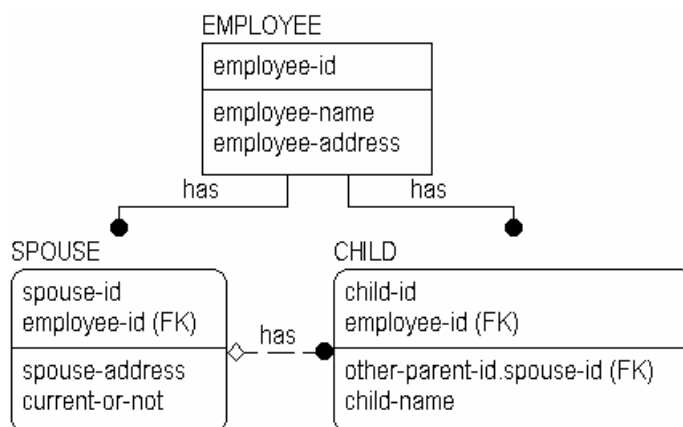 EMPLOYEE
employee-id
employee-name
employee-address
has
has
SPOUSE
spouse-id
employee-id (FK)
spouse-address
current-or-not
has
CHILD
child-id
employee-id (FK)
other-parent-id.spouse-id (FK)
child-name